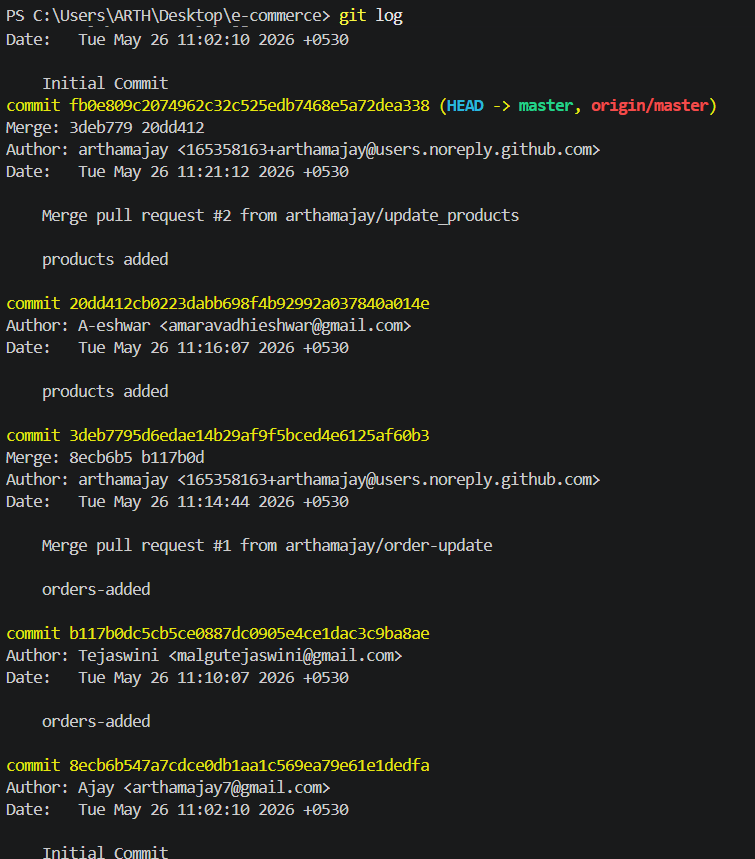 PS C:\Users\ARTH\Desktop\e-commerce> git log
Date:   Tue May 26 11:02:10 2026 +0530
    Initial Commit
commit fb0e809c2074962c32c525edb7468e5a72dea338 (HEAD -> master, origin/master)
Merge: 3deb779 20dd412
Author: arthamajay <165358163+arthamajay@users.noreply.github.com>
Date:   Tue May 26 11:21:12 2026 +0530
    Merge pull request #2 from arthamajay/update_products
    products added
commit 20dd412cb0223dabb698f4b92992a037840a014e
Author: A-eshwar <amaravadhieshwar@gmail.com>
Date:   Tue May 26 11:16:07 2026 +0530
    products added
commit 3deb7795d6edae14b29af9f5bced4e6125af60b3
Merge: 8ecb6b5 b117b0d
Author: arthamajay <165358163+arthamajay@users.noreply.github.com>
Date:   Tue May 26 11:14:44 2026 +0530
    Merge pull request #1 from arthamajay/order-update
    orders-added
commit b117b0dc5cb5ce0887dc0905e4ce1dac3c9ba8ae
Author: Tejaswini <malgutejaswini@gmail.com>
Date:   Tue May 26 11:10:07 2026 +0530
    orders-added
commit 8ecb6b547a7cdce0db1aa1c569ea79e61e1dedfa
Author: Ajay <arthamajay7@gmail.com>
Date:   Tue May 26 11:02:10 2026 +0530
    Initial Commit